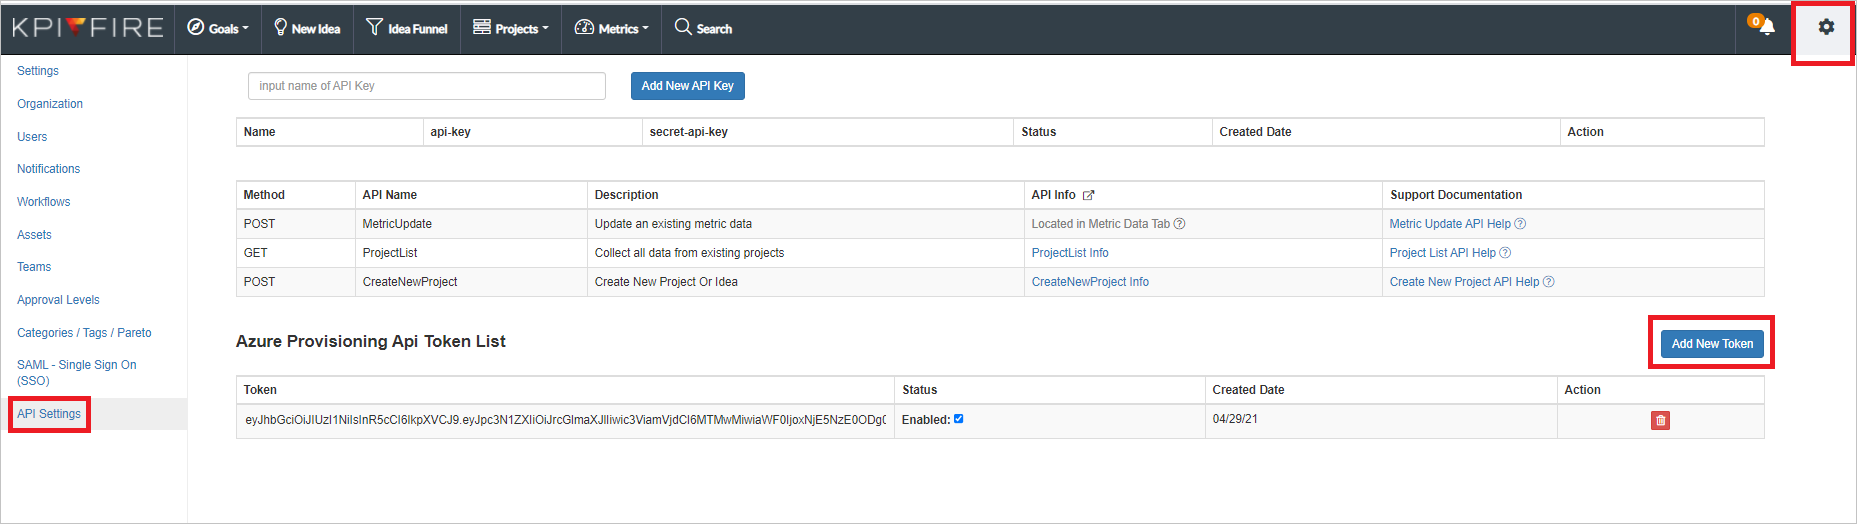 KPI FIRE Goals New Idea Idea Funnel Projects Metrics Search 0
Settings
Organization
Users
Notifications
Workflows
Assets
Teams
Approval Levels
Categories / Tags / Pareto
SAML - Single Sign On
(SSO)
API Settings
input name of API Key Add New API Key
Name api-key secret-api-key Status Created Date Action
Method API Name Description API Info Support Documentation
POST MetricUpdate Update an existing metric data Located in Metric Data Tab Metric Update API Help
GET ProjectList Collect all data from existing projects ProjectList Info Project List API Help
POST CreateNewProject Create New Project Or Idea CreateNewProject Info Create New Project API Help
Azure Provisioning Api Token List Add New Token
Token Status Created Date Action
Enabled: 04/29/21